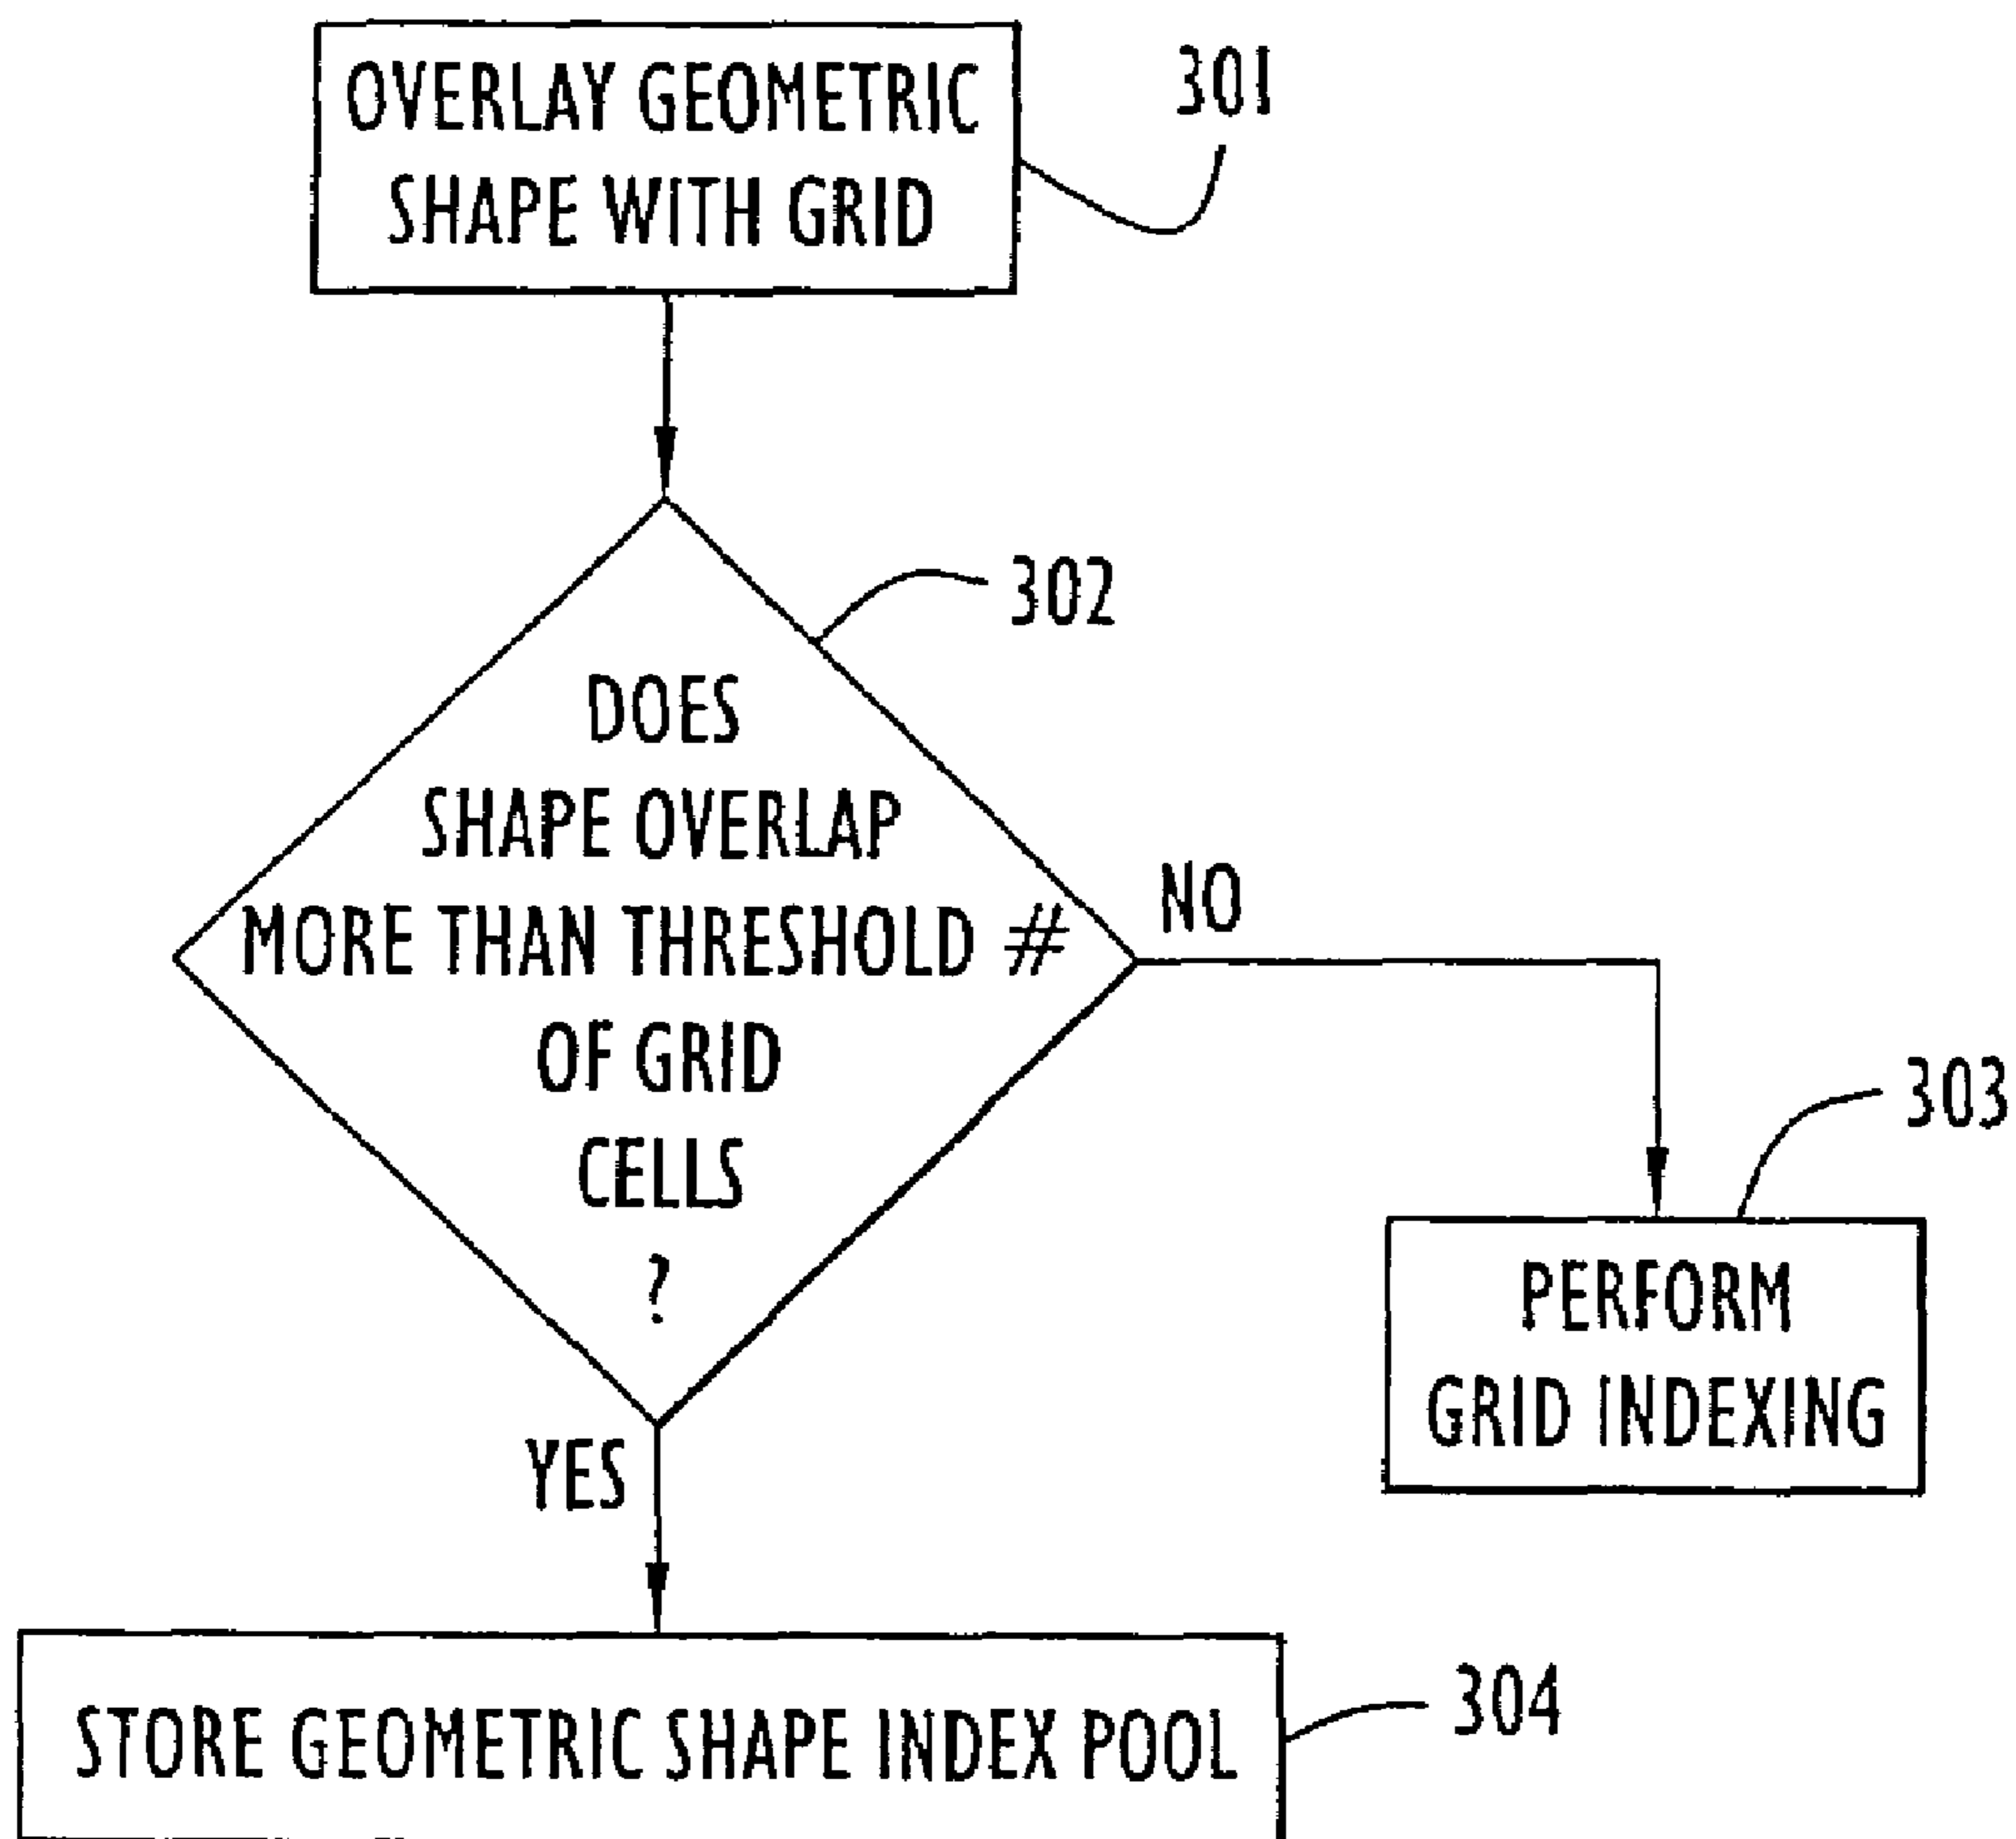 OVERLAY GEOMETRIC
SHAPE WITH GRID
301
302
DOES
SHAPE OVERLAP
MORE THAN THRESHOLD #
OF GRID
CELLS
?
NO
303
PERFORM
GRID INDEXING
YES
STORE GEOMETRIC SHAPE INDEX POOL
304